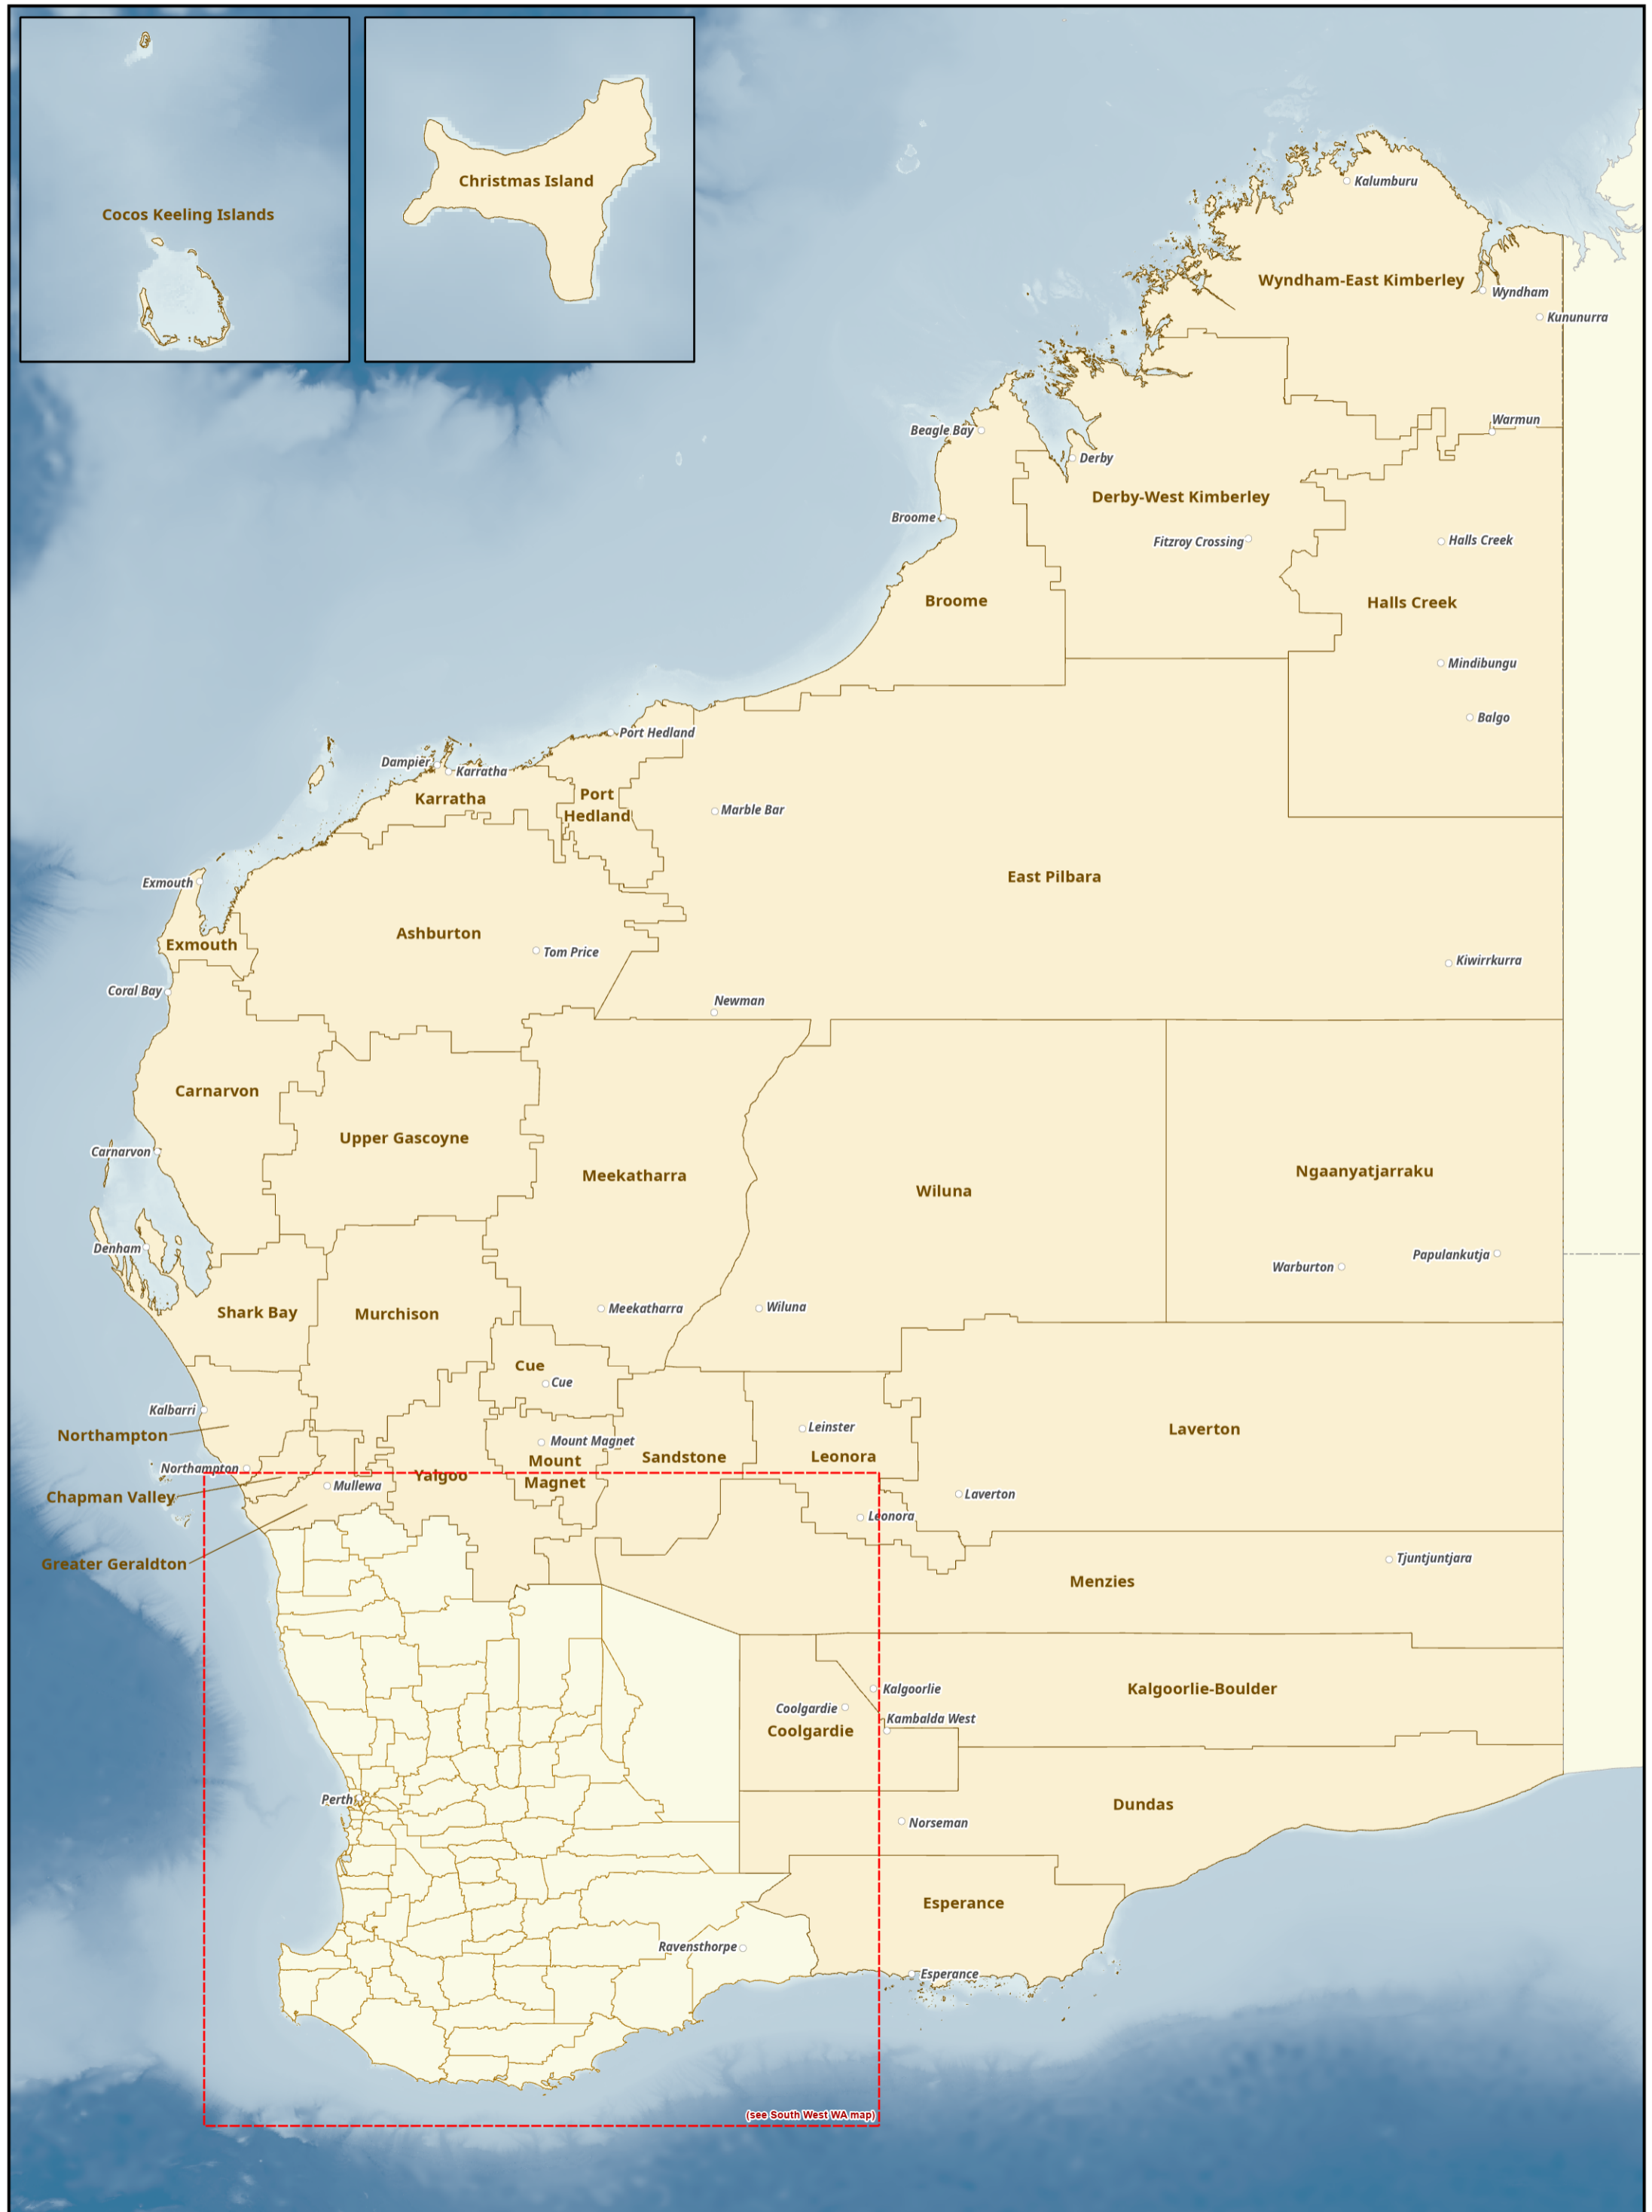 Christmas Island
Cocos Keeling Islands
Kalumburu
Wyndham-East Kimberley
Wyndham
Kununurra
Warmun
Beagle Bay
Derby
Derby-West Kimberley
Broome
Fitzroy Crossing
Halls Creek
Broome
Halls Creek
Mindibungu
Balgo
Port Hedland
Dampier
Karratha
Karratha
Port
Hedland
Marble Bar
East Pilbara
Exmouth
Ashburton
Exmouth
Tom Price
Kiwirrkurra
Coral Bay
Newman
Carnarvon
Upper Gascoyne
Carnarvon
Meekatharra
Ngaanyatjarraku
Wiluna
Denham
Papulankutja
Warburton
Shark Bay
Murchison
Meekatharra
Wiluna
Cue
Cue
Kalbarri
Northampton
Leinster
Laverton
Mount Magnet
Mount
Magnet
Sandstone
Leonora
Northampton
Yalgoo
Mullewa
Chapman Valley
Laverton
Leonora
Greater Geraldton
Tjuntjuntjara
Menzies
Kalgoorlie
Kalgoorlie-Boulder
Coolgardie
Kambalda West
Coolgardie
Perth
Dundas
Norseman
Esperance
Ravensthorpe
Esperance
(see South West WA map)